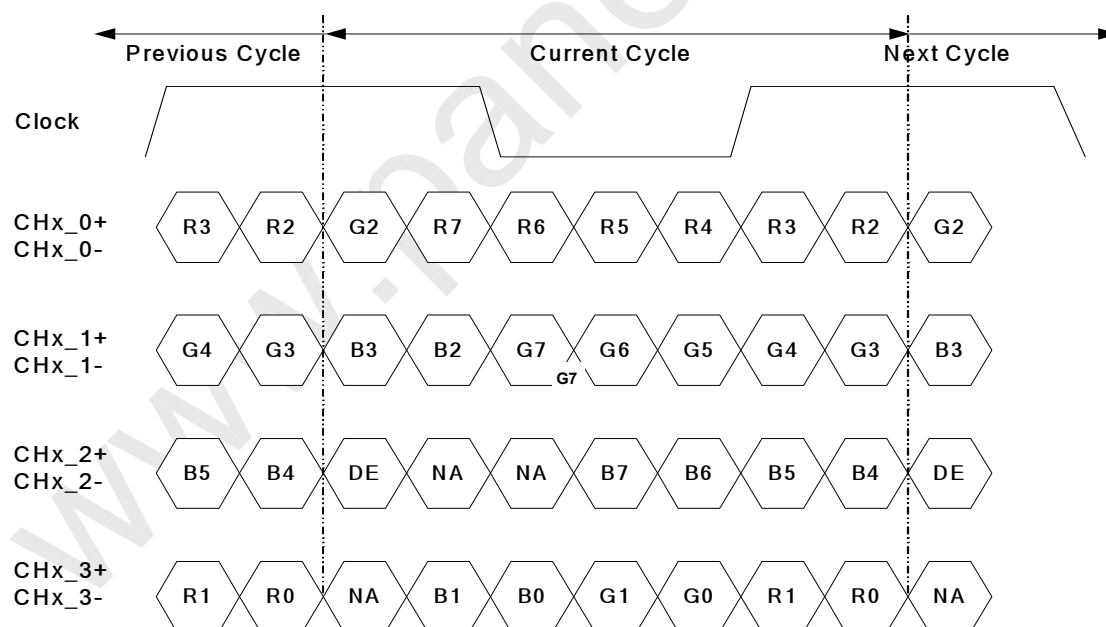 Previous Cycle Current Cycle Next Cycle
Clock
CHx_0+
CHx_0-
R3 R2 G2 R7 R6 R5 R4 R3 R2 G2
CHx_1+
CHx_1-
G4 G3 B3 B2 G7 G6 G5 G4 G3 B3
G7
CHx_2+
CHx_2-
B5 B4 DE NA NA B7 B6 B5 B4 DE
CHx_3+
CHx_3-
R1 R0 NA B1 B0 G1 G0 R1 R0 NA
www.pane